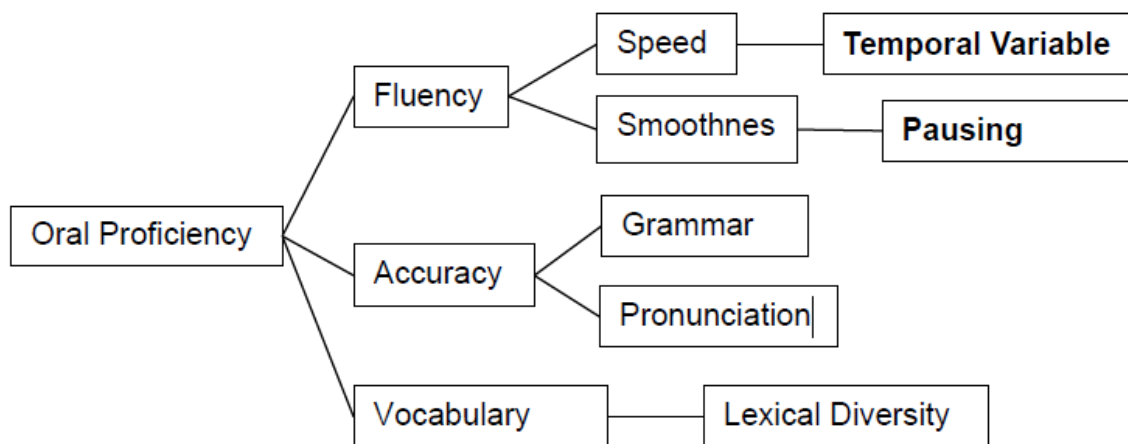 Speed
Temporal Variable
Fluency
Smoothnes
Pausing
Oral Proficiency
Grammar
Accuracy
Pronunciation
Vocabulary
Lexical Diversity